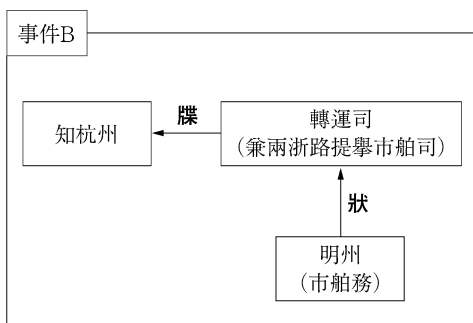 事件B
知杭州
牒
轉運司
（兼兩浙路提擧市舶司）
狀
明州
（市舶務）